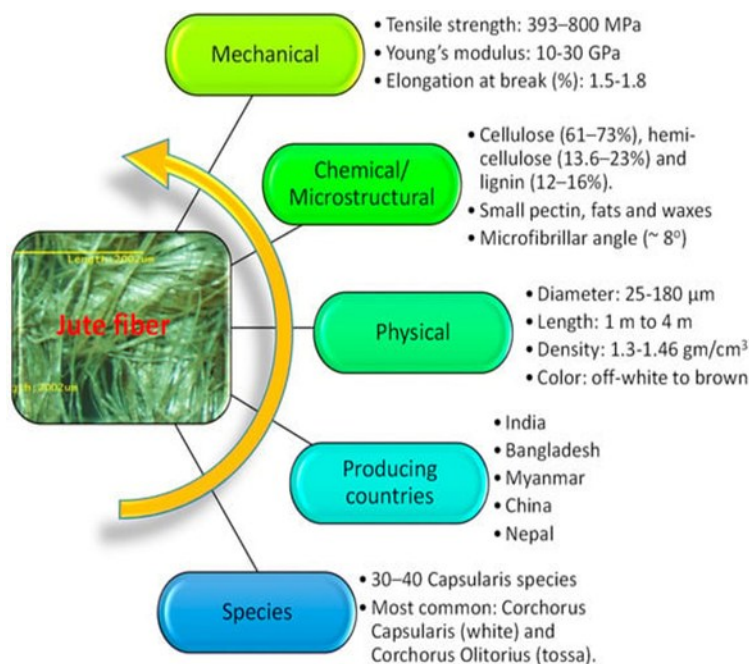 Mechanical
• Tensile strength: 393–800 MPa
• Young's modulus: 10-30 GPa
• Elongation at break (%): 1.5-1.8
Chemical/
Microstructural
• Cellulose (61–73%), hemi-
cellulose (13.6–23%) and
lignin (12–16%).
• Small pectin, fats and waxes
• Microfibrillar angle (~ 8°)
Length:2002um
Jute fiber
gth:2002um
Physical
• Diameter: 25-180 µm
• Length: 1 m to 4 m
• Density: 1.3-1.46 gm/cm³
• Color: off-white to brown
Producing
countries
• India
• Bangladesh
• Myanmar
• China
• Nepal
Species
• 30–40 Capsularis species
• Most common: Corchorus
Capsularis (white) and
Corchorus Olitorius (tossa).